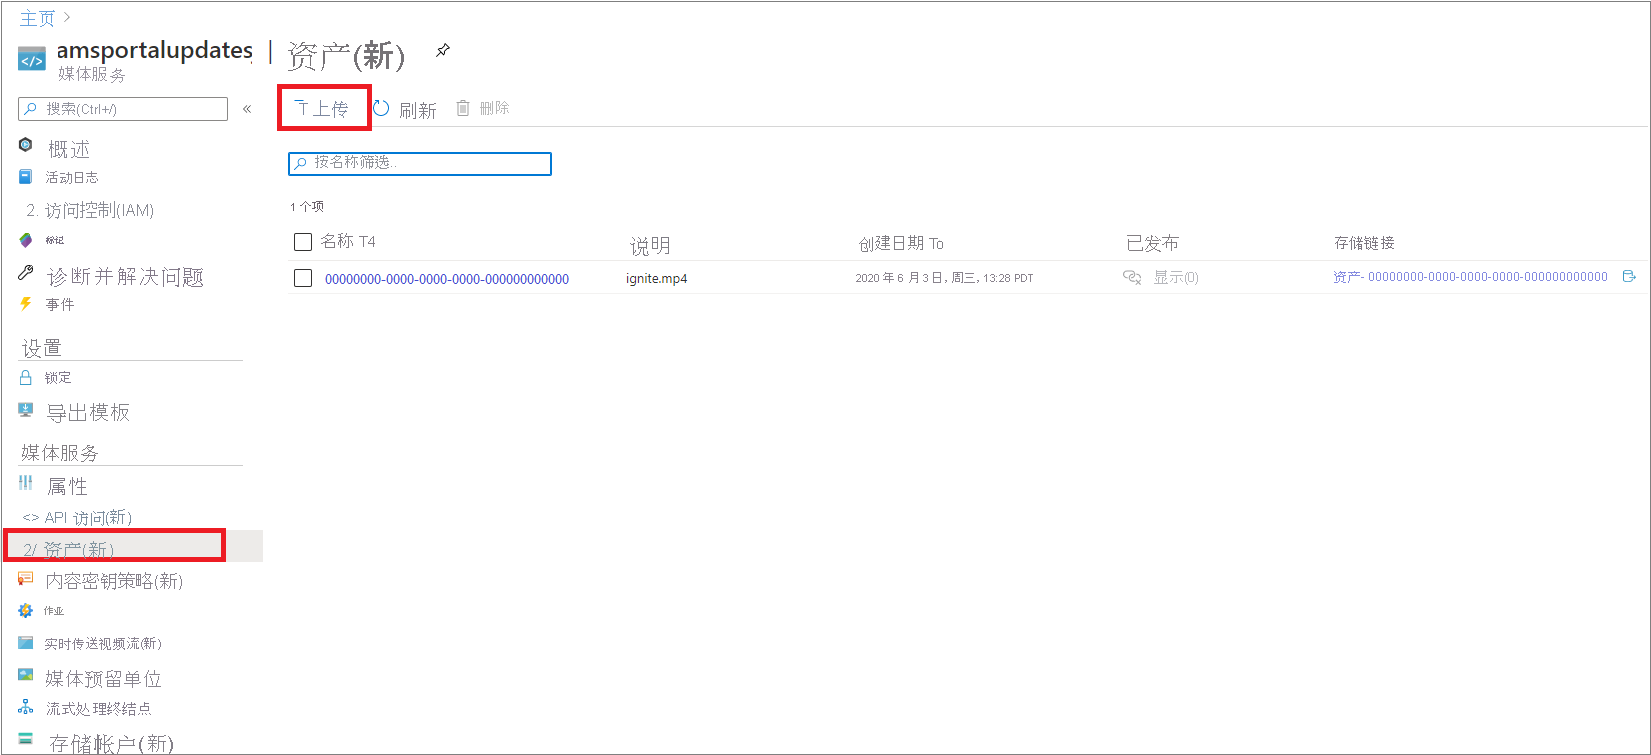 主页
amsportalupdates | 资产(新)
媒体服务
搜索(Ctrl+/) «
上传 刷新 删除
按名称筛选..
1 个项
名称 T4 说明 创建日期 To 已发布 存储链接
00000000-0000-0000-0000-000000000000 ignite.mp4 2020 年 6 月 3 日, 周三, 13:28 PDT 显示(0) 资产- 00000000-0000-0000-0000-000000000000
概述
活动日志
2. 访问控制(IAM)
标记
诊断并解决问题
事件
设置
锁定
导出模板
媒体服务
属性
<> API 访问(新)
2/ 资产(新)
内容密钥策略(新)
作业
实时传送视频流(新)
媒体预留单位
流式处理终结点
存储帐户(新)